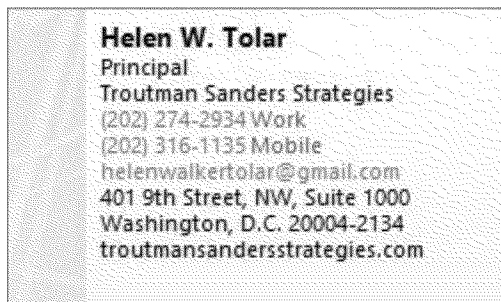 Helen W. Tolar
Principal
Troutman Sanders Strategies
(202) 274-2934 Work
(202) 316-1135 Mobile
helenwalkertolar@gmail.com
401 9th Street, NW, Suite 1000
Washington, D.C. 20004-2134
troutmansandersstrategies.com